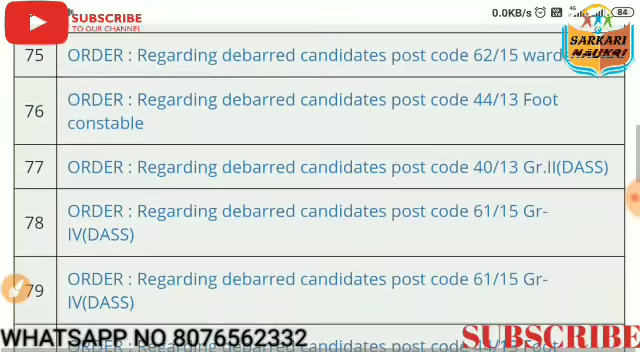 SUBSCRIBE
TO OUR CHANNEL
0.0KB/s
4G
84
SARKARI
NAUKRI
75 ORDER : Regarding debarred candidates post code 62/15
76 ORDER : Regarding debarred candidates post code 44/13 Foot
constable
77 ORDER : Regarding debarred candidates post code 40/13 Gr.II(DASS)
78 ORDER : Regarding debarred candidates post code 61/15 Gr-
IV(DASS)
79 ORDER : Regarding debarred candidates post code 61/15 Gr-
IV(DASS)
WHATSAPP NO 8076562332
SUBSCRIBE